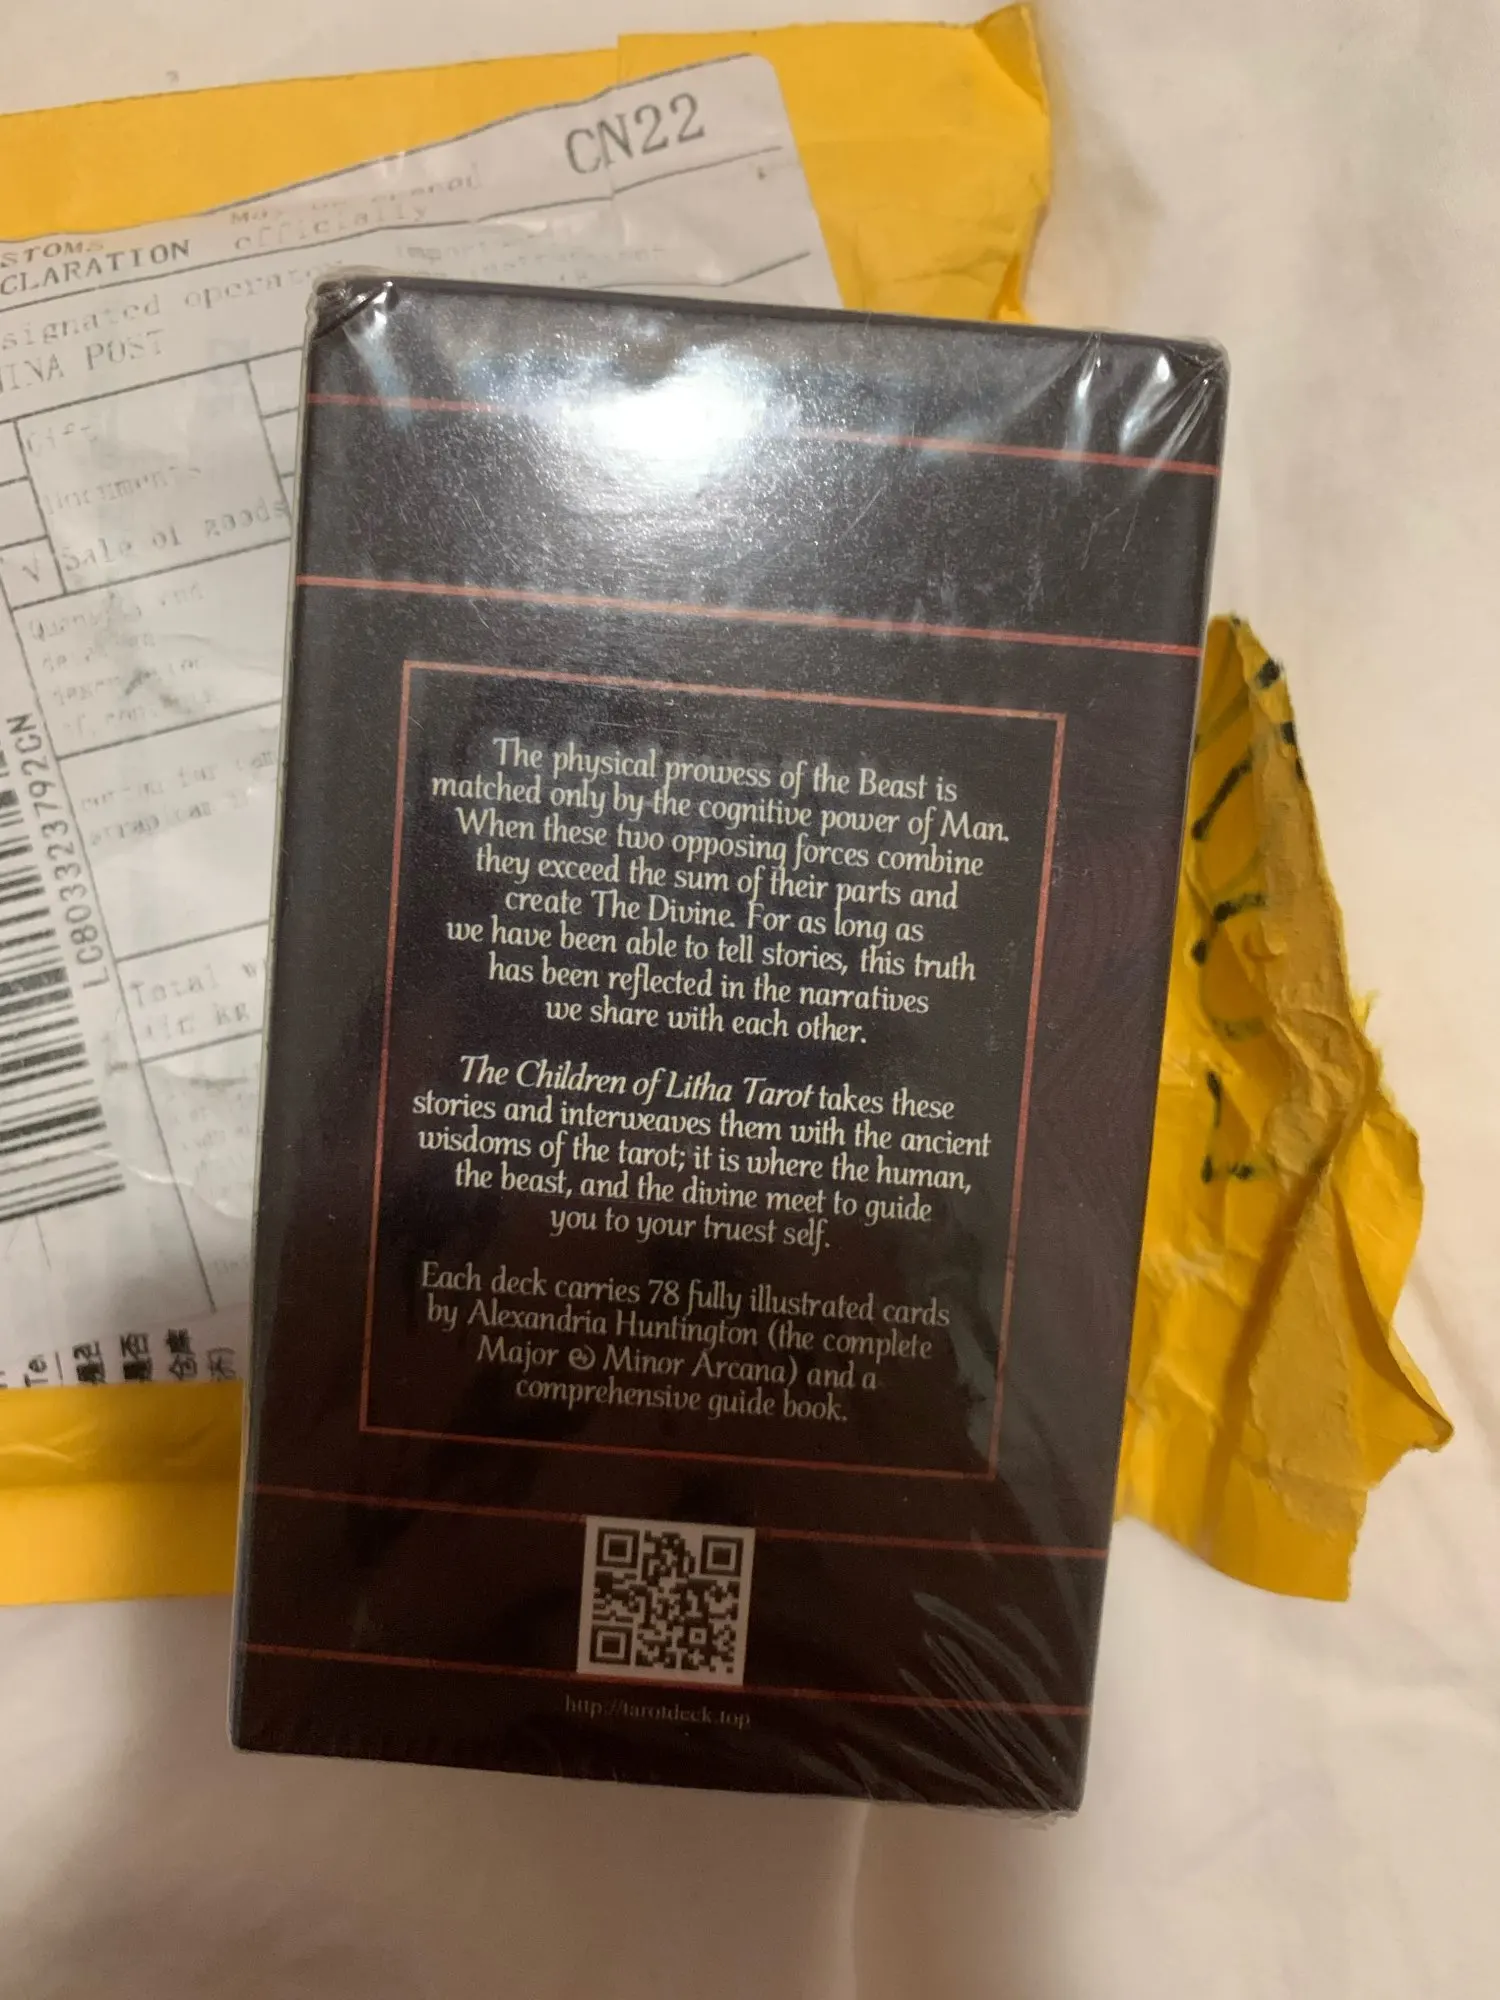 CN22
officially
CLARATION
signated operator
INA POST
Sale of goods
Total
LC803323792CN
The physical prowess of the Beast is
matched only by the cognitive power of Man.
When these two opposing forces combine
they exceed the sum of their parts and
create The Divine. For as long as
we have been able to tell stories, this truth
has been reflected in the narratives
we share with each other.
The Children of Litha Tarot takes these
stories and interweaves them with the ancient
wisdoms of the tarot; it is where the human,
the beast, and the divine meet to guide
you to your truest self.
Each deck carries 78 fully illustrated cards
by Alexandria Huntington (the complete
Major & Minor Arcana) and a
comprehensive guide book.
http://tarotdeck.top